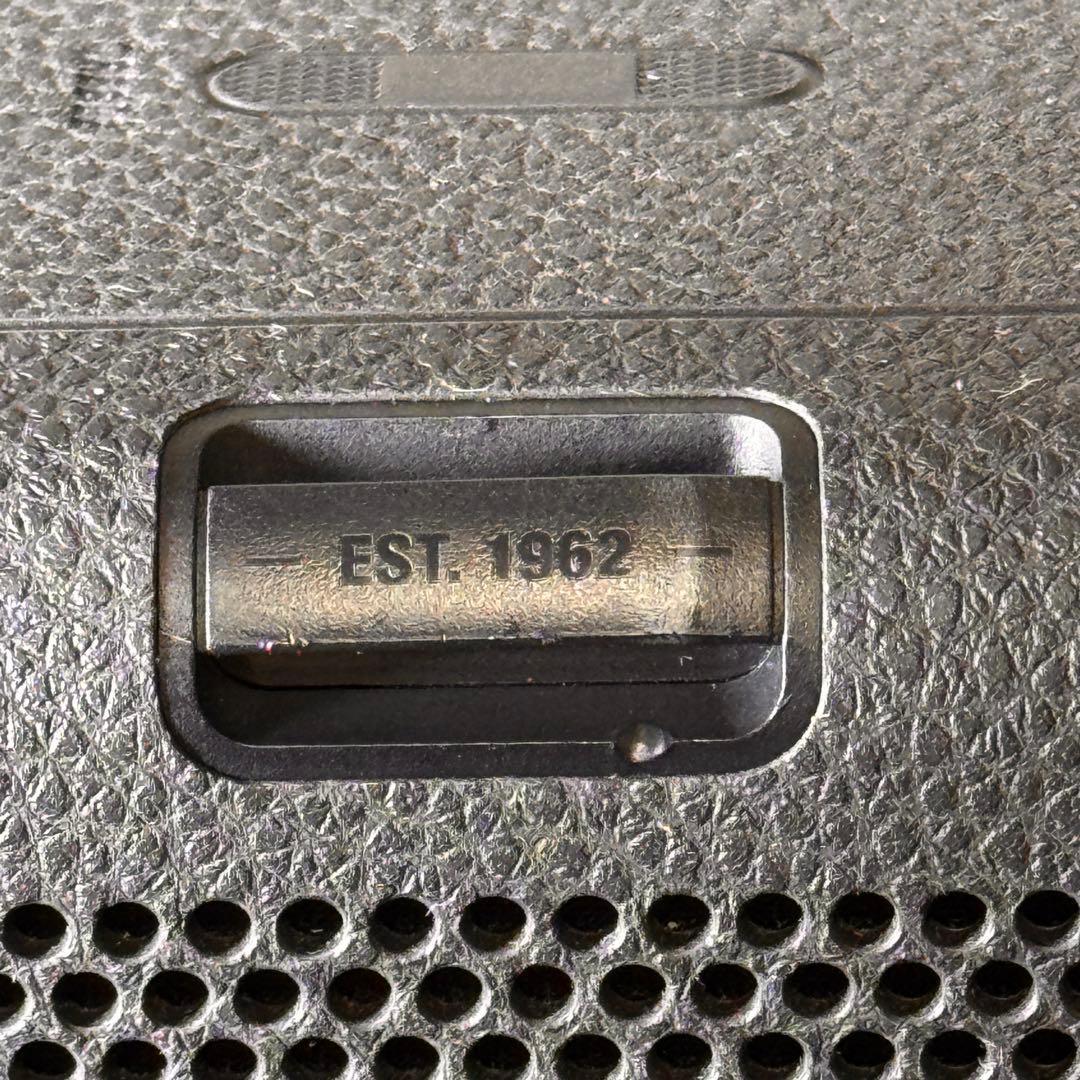 — EST. 1962 —